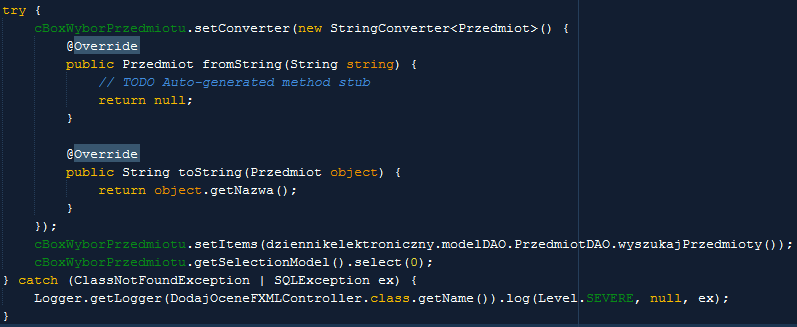 try {
cBoxWyborPrzedmiotu.setConverter(new StringConverter<Przedmiot>() {
@Override
public Przedmiot fromString(String string) {
// TODO Auto-generated method stub
return null;
}
@Override
public String toString(Przedmiot object) {
return object.getNazwa();
}
});
cBoxWyborPrzedmiotu.setItems(dziennikelektroniczny.modelDAO.PrzedmiotDAO.wyszukajPrzedmioty());
cBoxWyborPrzedmiotu.getSelectionModel().select(0);
} catch (ClassNotFoundException | SQLException ex) {
Logger.getLogger(DodajOceneFXMLController.class.getName()).log(Level.SEVERE, null, ex);
}